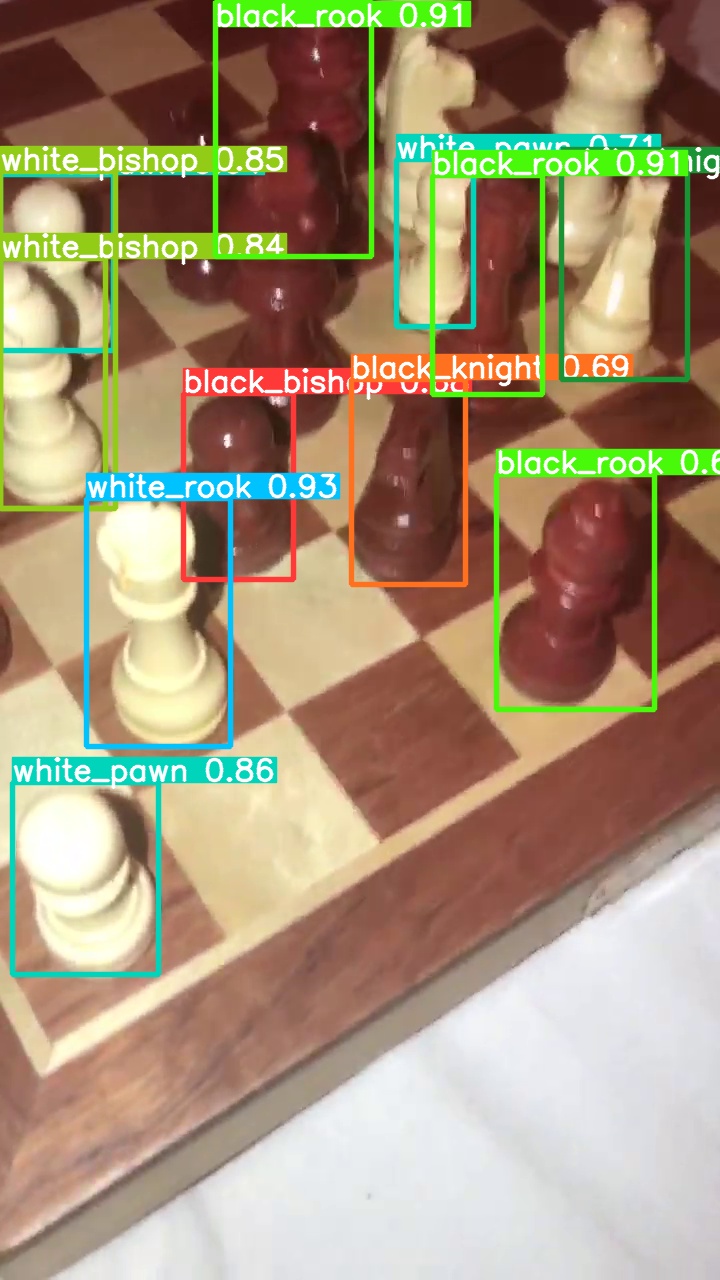 black_rook 0.91
white_pawn 0.71
white_bishop 0.85
black_rook 0.91
white_bishop 0.84
black_knight 0.69
black_bishop
black_rook
white_rook 0.93
white_pawn 0.86